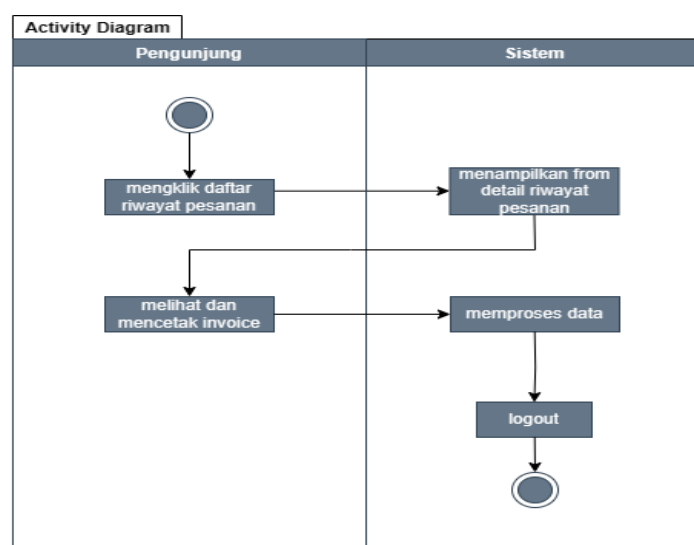 Activity Diagram
Pengunjung
Sistem
mengklik daftar
riwayat pesanan
menampilkan from
detail riwayat
pesanan
melihat dan
mencetak invoice
memproses data
logout